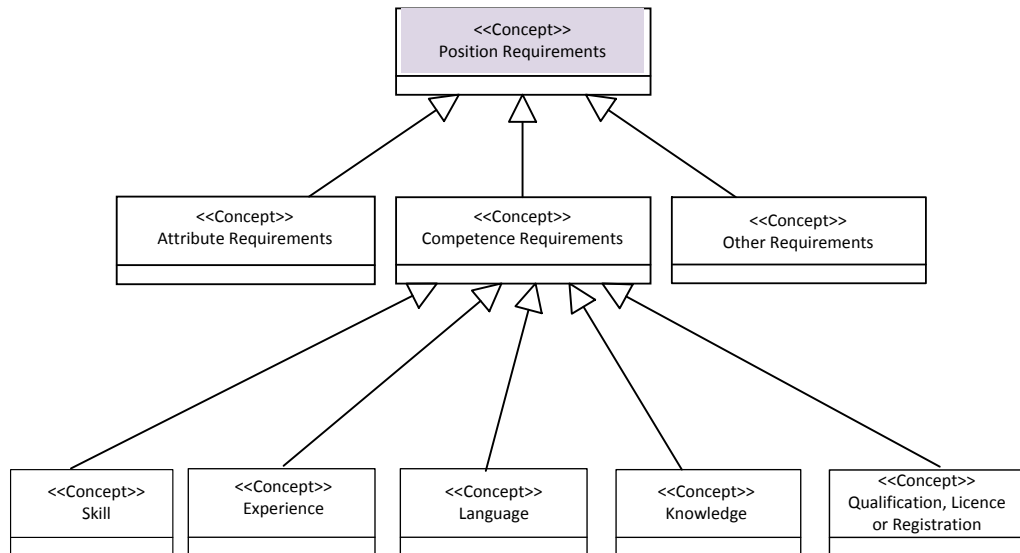 <<Concept>>
Position Requirements
<<Concept>>
Attribute Requirements
<<Concept>>
Competence Requirements
<<Concept>>
Other Requirements
<<Concept>>
Skill
<<Concept>>
Experience
<<Concept>>
Language
<<Concept>>
Knowledge
<<Concept>>
Qualification, Licence
or Registration